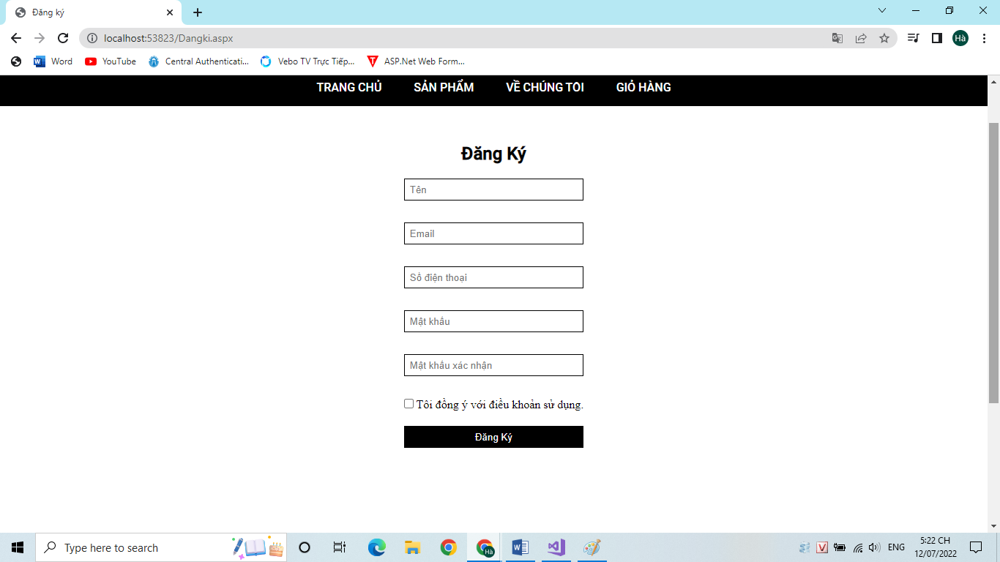 Đăng ký
localhost:53823/Dangki.aspx
Hà
Word YouTube Central Authenticati... Vebo TV Trực Tiếp... ASP.Net Web Form...
TRANG CHỦ SẢN PHẨM VỀ CHÚNG TÔI GIỎ HÀNG
Đăng Ký
Tên
Email
Số điện thoại
Mật khẩu
Mật khẩu xác nhận
Tôi đồng ý với điều khoản sử dụng.
Đăng Ký
Type here to search
Hà
ENG
5:22 CH
12/07/2022